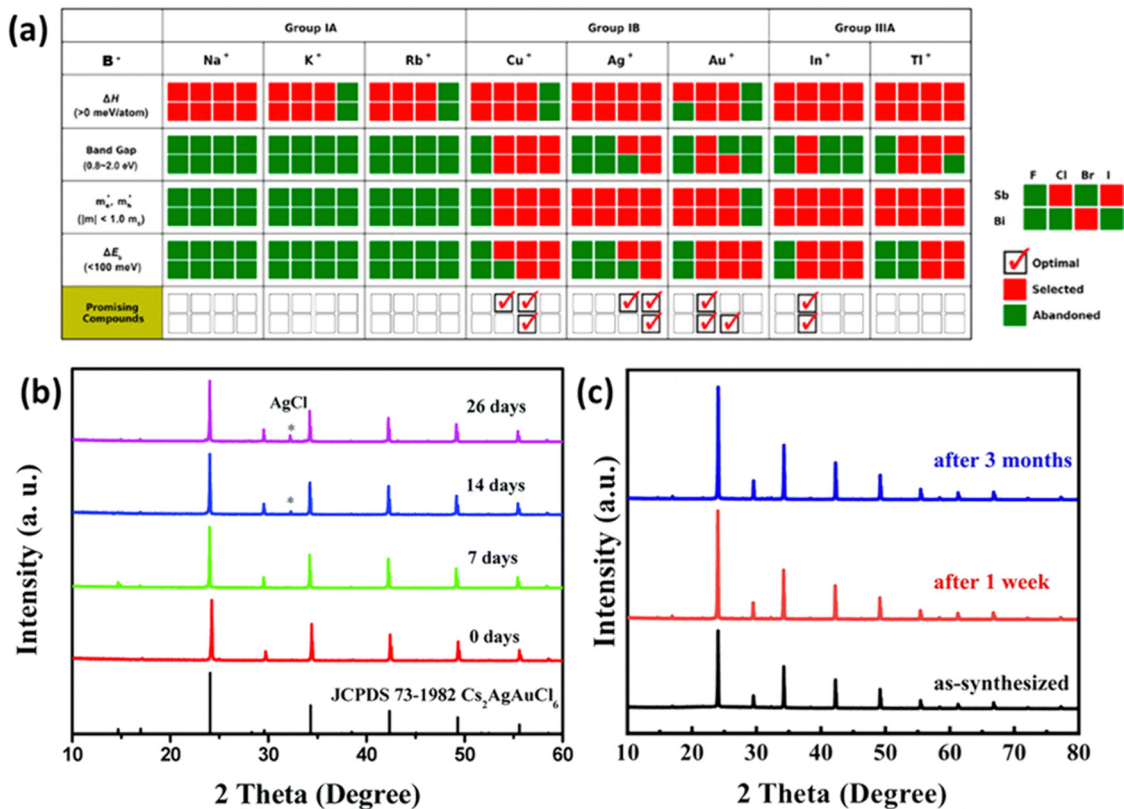 (a)
Group IA Group IB Group IIIA
B⁺ Na⁺ K⁺ Rb⁺ Cu⁺ Ag⁺ Au⁺ In⁺ Tl⁺
ΔH
(>0 meV/atom)
Band Gap
(0.8~2.0 eV)
(|m| < 1.0 mₑ)
(<100 meV)
Promising
Compounds
F Cl Br I
Sb
Bi
Optimal
Selected
Abandoned
(b)
AgCl
*
26 days
*
14 days
7 days
0 days
JCPDS 73-1982 Cs₂AgAuCl₆
Intensity (a. u.)
10 20 30 40 50 60
2 Theta (Degree)
(c)
after 3 months
after 1 week
as-synthesized
Intensity (a.u.)
10 20 30 40 50 60 70 80
2 Theta (Degree)